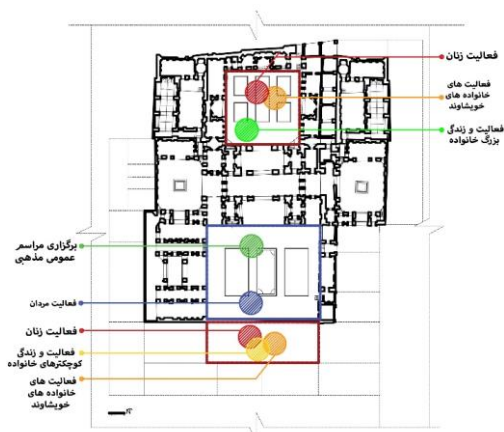 فعالیت زنان
فعالیت های
خانواده های
خویشاوند
فعالیت و زندگی
بزرگ خانواده
برگزاری مراسم
عمومی مذهبی
فعالیت مردان
فعالیت زنان
فعالیت و زندگی
کوچکترهای خانواده
فعالیت های
خانواده های
خویشاوند